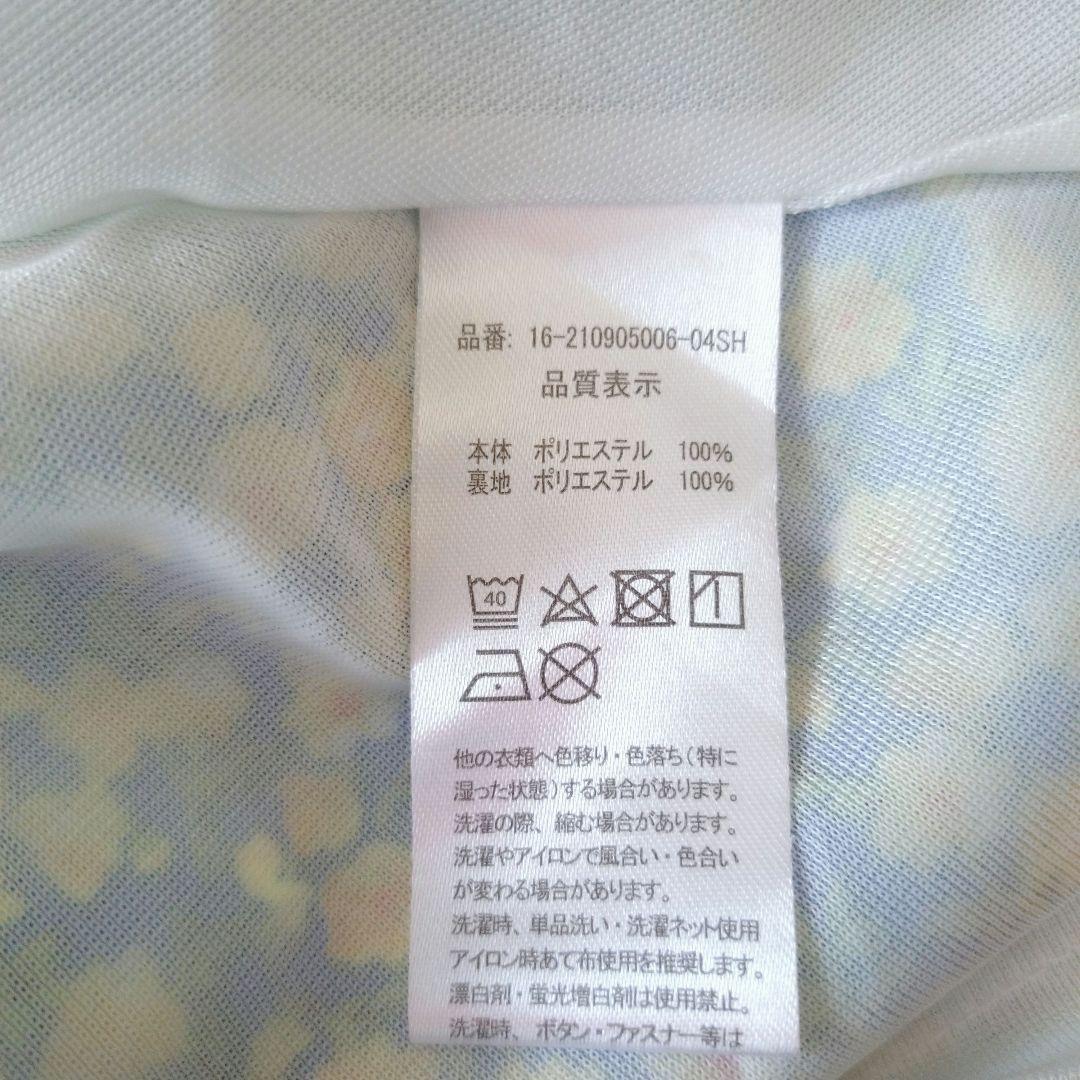 品番: 16-210905006-04SH
品質表示
本体 ポリエステル 100%
裏地 ポリエステル 100%
40
他の衣類へ色移り・色落ち(特に
湿った状態)する場合があります。
洗濯の際、縮む場合があります。
洗濯やアイロンで風合い・色合い
が変わる場合があります。
洗濯時、単品洗い・洗濯ネット使用
アイロン時あて布使用を推奨します。
漂白剤・蛍光増白剤は使用禁止。
洗濯時、ボタン・ファスナー等は